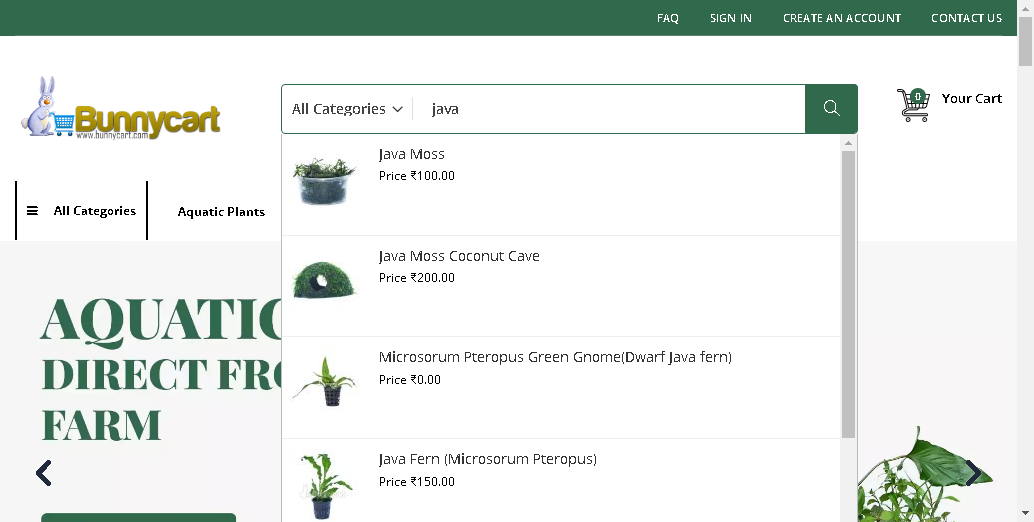 FAQ SIGN IN CREATE AN ACCOUNT CONTACT US
Bunnycart
www.bunnycart.com
All Categories java
0 Your Cart
All Categories Aquatic Plants
Java Moss
Price ₹100.00
Java Moss Coconut Cave
Price ₹200.00
Microsorum Pteropus Green Gnome(Dwarf Java fern)
Price ₹0.00
Java Fern (Microsorum Pteropus)
Price ₹150.00
AQUATIC
DIRECT FRO
FARM